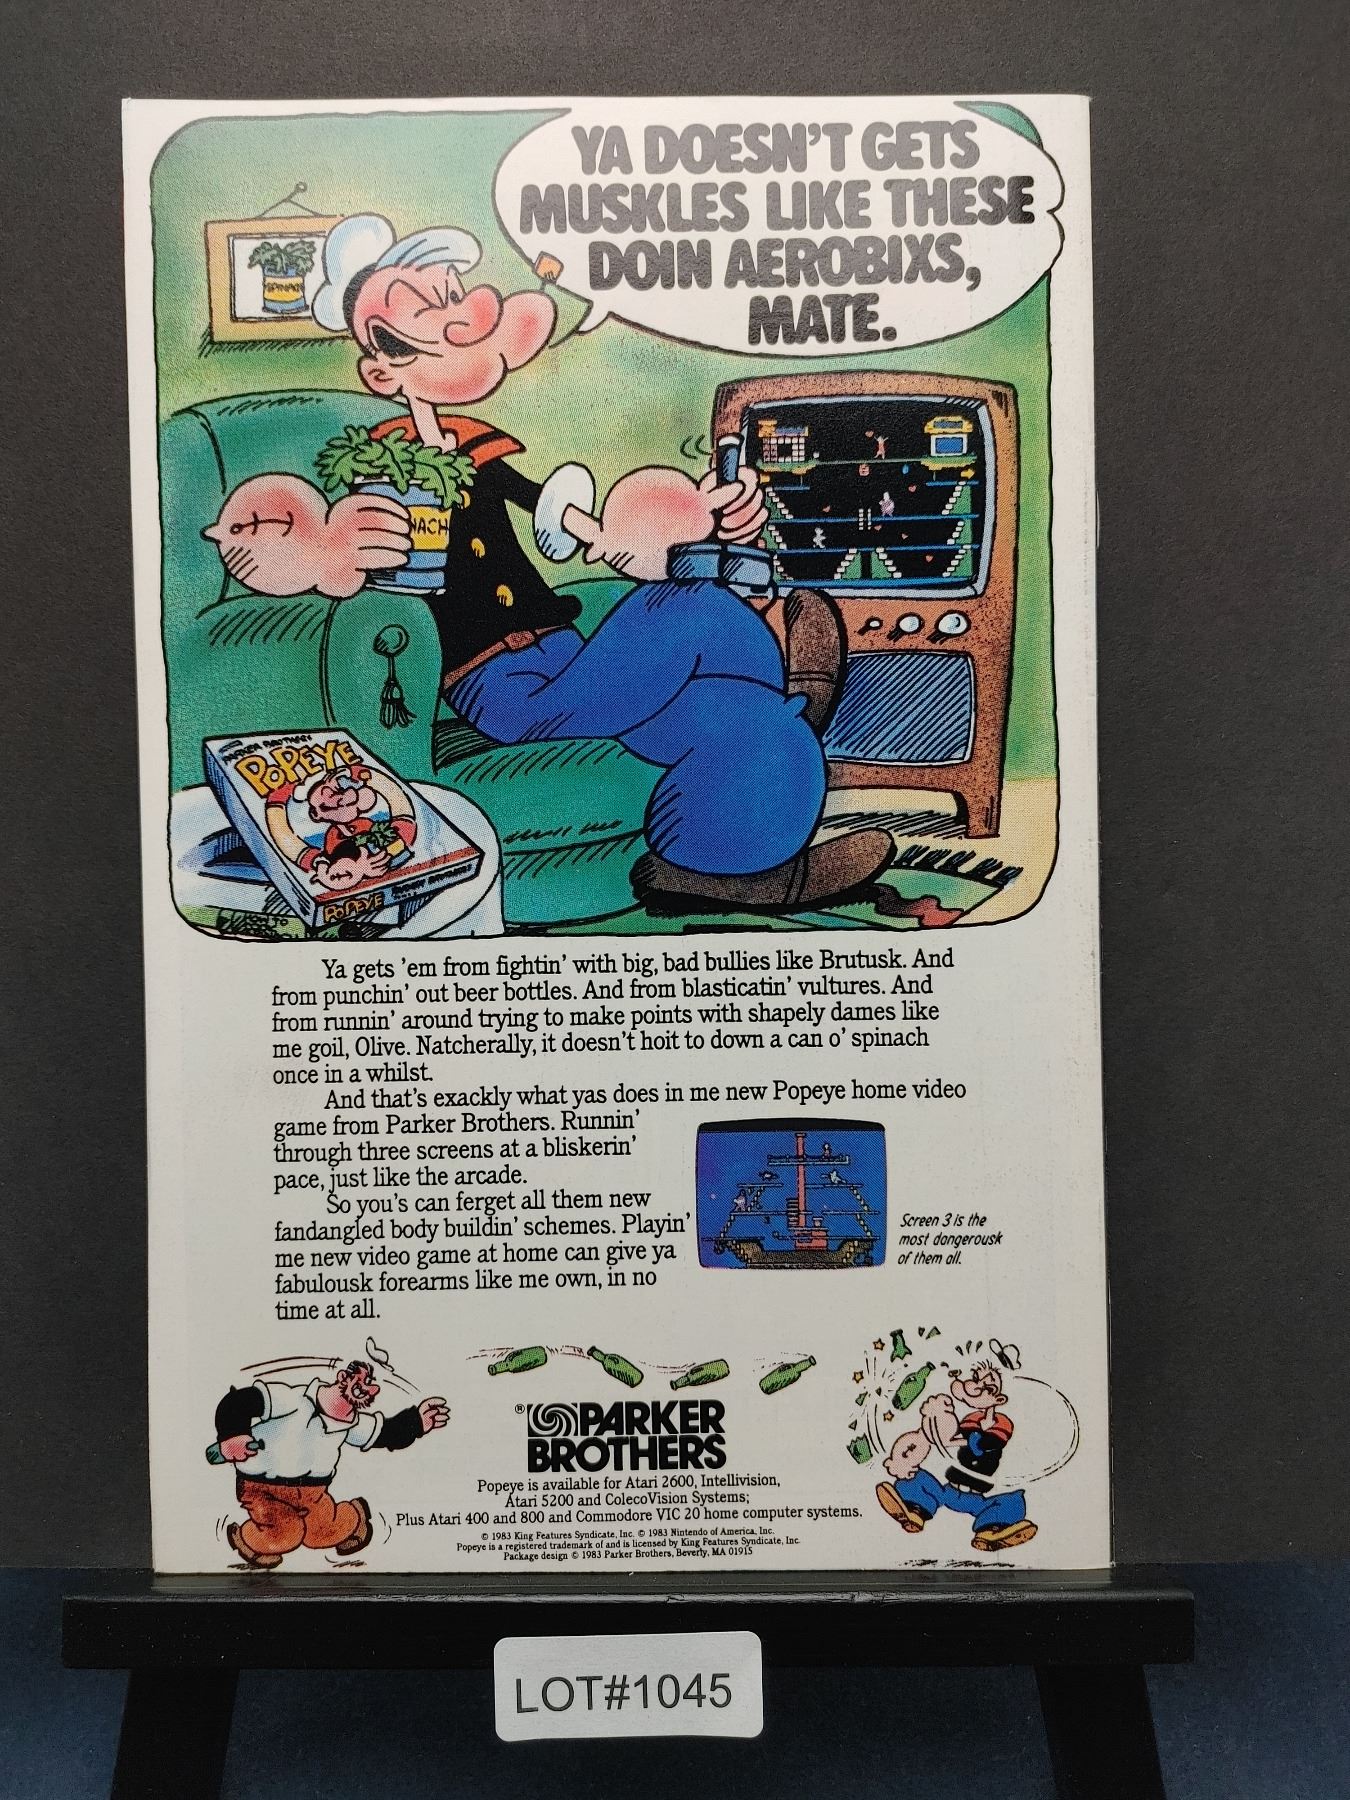 YA DOESN'T GETS
MUSKLES LIKE THESE
DOIN AEROBIXS,
MATE.
SPINACH
NACH
PARKER BROTHERS
POPEYE
PARKER BROTHERS
POPEYE
Ya gets 'em from fightin' with big, bad bullies like Brutusk. And
from punchin' out beer bottles. And from blasticatin' vultures. And
from runnin' around trying to make points with shapely dames like
me goil, Olive. Natcherally, it doesn't hoit to down a can o' spinach
once in a whilst.
And that's exackly what yas does in me new Popeye home video
game from Parker Brothers. Runnin'
through three screens at a bliskerin'
pace, just like the arcade.
So you's can ferget all them new
fandangled body buildin' schemes. Playin'
me new video game at home can give ya
fabulousk forearms like me own, in no
time at all.
Screen 3 is the
most dangerousk
of them all.
® PARKER
BROTHERS
Popeye is available for Atari 2600, Intellivision,
Atari 5200 and ColecoVision Systems;
Plus Atari 400 and 800 and Commodore VIC 20 home computer systems.
© 1983 King Features Syndicate, Inc. © 1983 Nintendo of America, Inc.
Popeye is a registered trademark of and is licensed by King Features Syndicate, Inc.
Package design © 1983 Parker Brothers, Beverly, MA 01915
LOT#1045